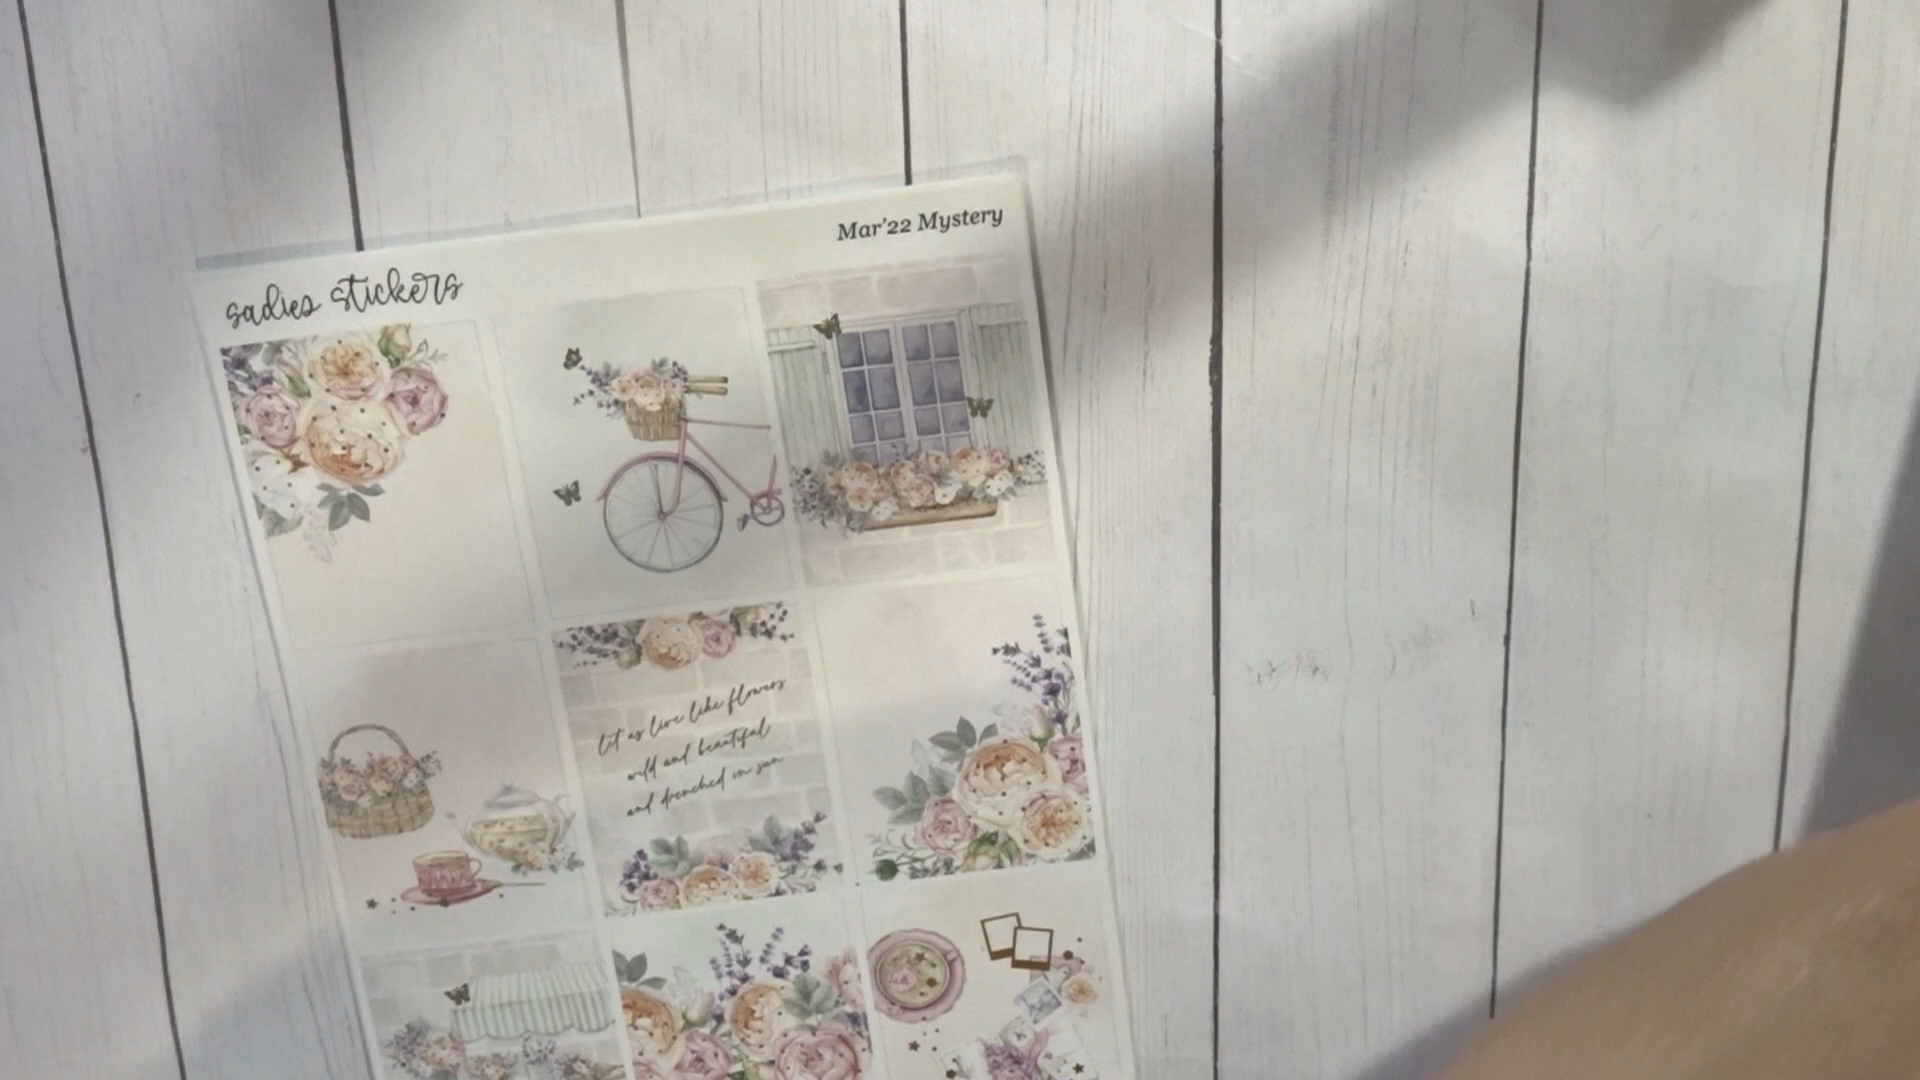 Mar'22 Mystery
sadies stickers
let us live like flowers
wild and beautiful
and drenched in sun